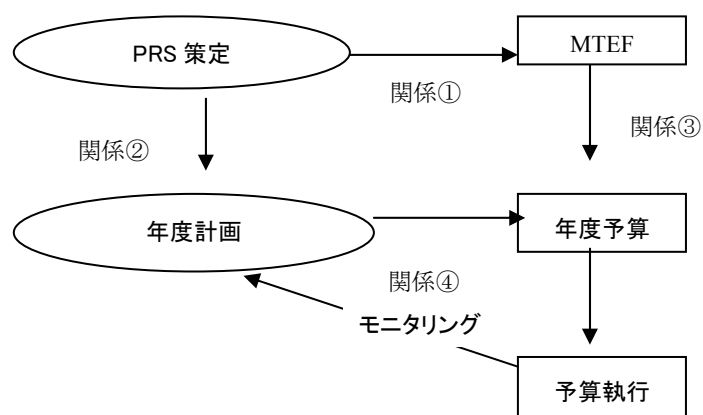 PRS 策定
MTEF
関係①
関係③
関係②
年度計画
年度予算
関係④
モニタリング
予算執行